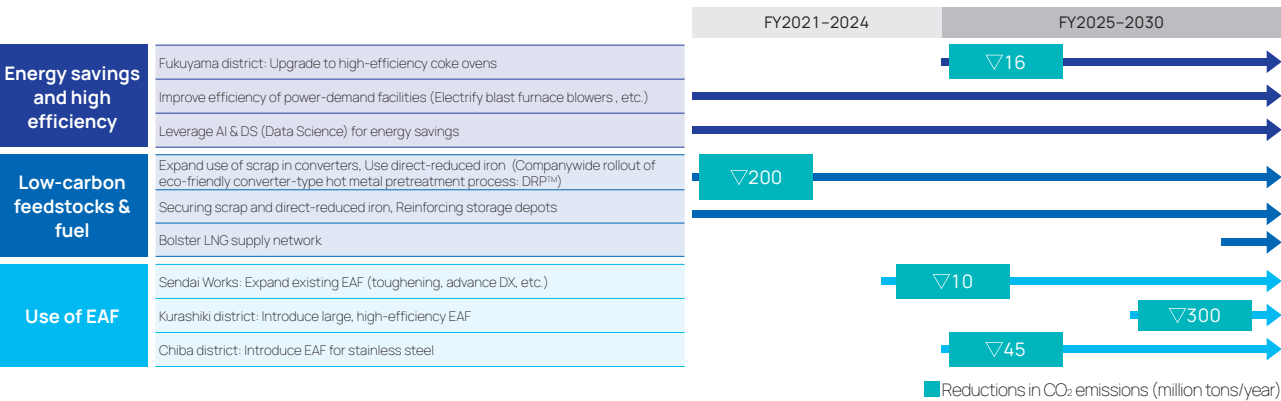 FY2021–2024
FY2025–2030
Energy savings
and high
efficiency
Fukuyama district: Upgrade to high-efficiency coke ovens
▽16
Improve efficiency of power-demand facilities (Electrify blast furnace blowers , etc.)
Leverage AI & DS (Data Science) for energy savings
Low-carbon
feedstocks &
fuel
Expand use of scrap in converters, Use direct-reduced iron (Companywide rollout of
eco-friendly converter-type hot metal pretreatment process: DRP™)
▽200
Securing scrap and direct-reduced iron, Reinforcing storage depots
Bolster LNG supply network
Use of EAF
Sendai Works: Expand existing EAF (toughening, advance DX, etc.)
▽10
Kurashiki district: Introduce large, high-efficiency EAF
▽300
Chiba district: Introduce EAF for stainless steel
▽45
Reductions in CO₂ emissions (million tons/year)